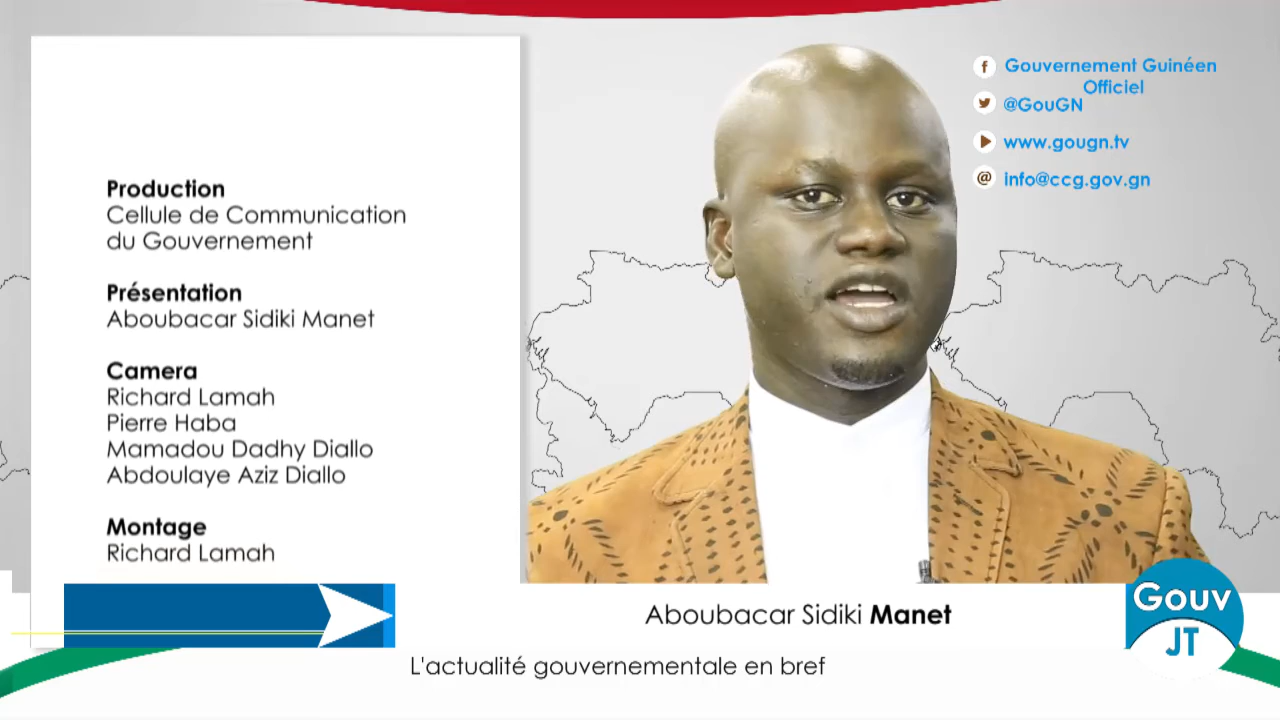 Production
Cellule de Communication
du Gouvernement
Présentation
Aboubacar Sidiki Manet
Camera
Richard Lamah
Pierre Haba
Mamadou Dadhy Diallo
Abdoulaye Aziz Diallo
Montage
Richard Lamah
Gouvernement Guinéen
Officiel
@GouGN
www.gougn.tv
@ info@ccg.gov.gn
Aboubacar Sidiki Manet
Gouv
JT
L'actualité gouvernementale en bref